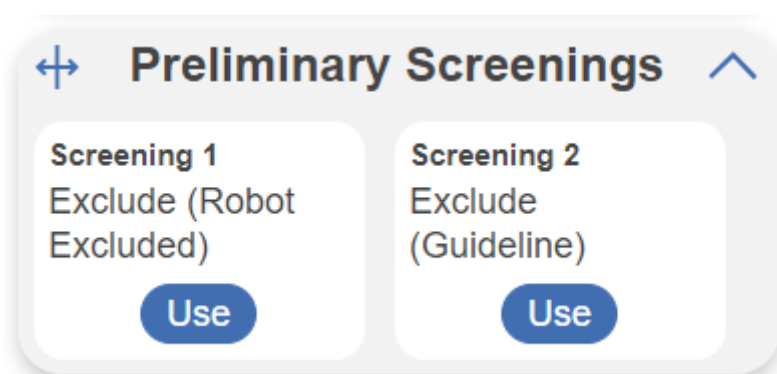 Preliminary Screenings
Screening 1
Exclude (Robot
Excluded)
Use
Screening 2
Exclude
(Guideline)
Use